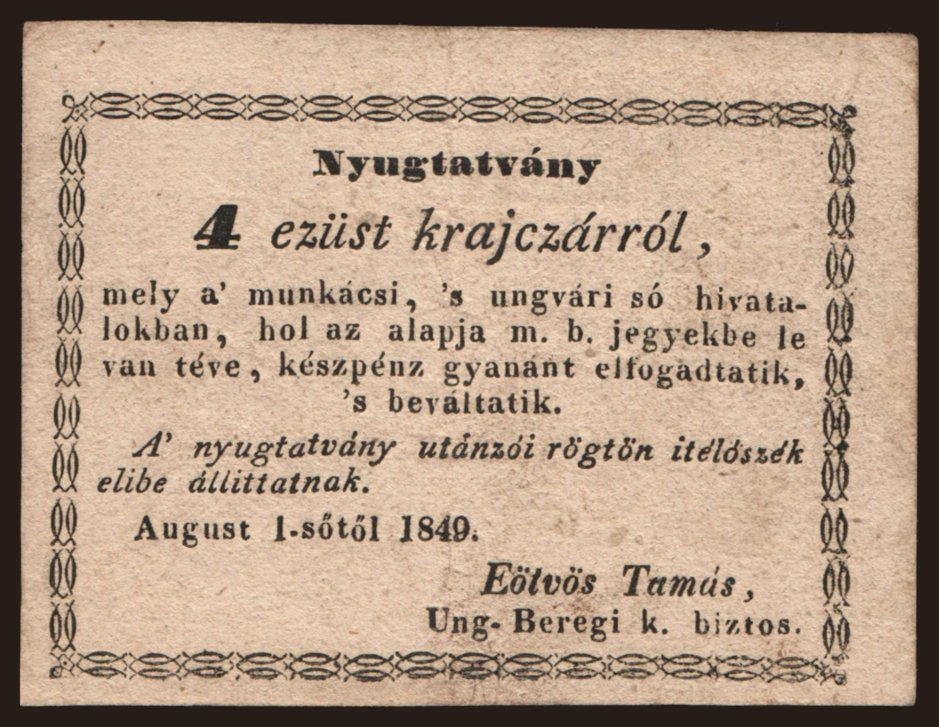 Nyugtatvány
4 ezüst krajczárról,
mely a' munkácsi, 's ungvári só hivata-
lokban, hol az alapja m. b. jegyekbe le
van téve, készpénz gyanánt elfogadtatik,
's beváltatik.
A' nyugtatvány utánzói rögtön itélőszék
elibe állittatnak.
August 1-sőtől 1849.
Eötvös Tamás,
Ung-Beregi k. biztos.